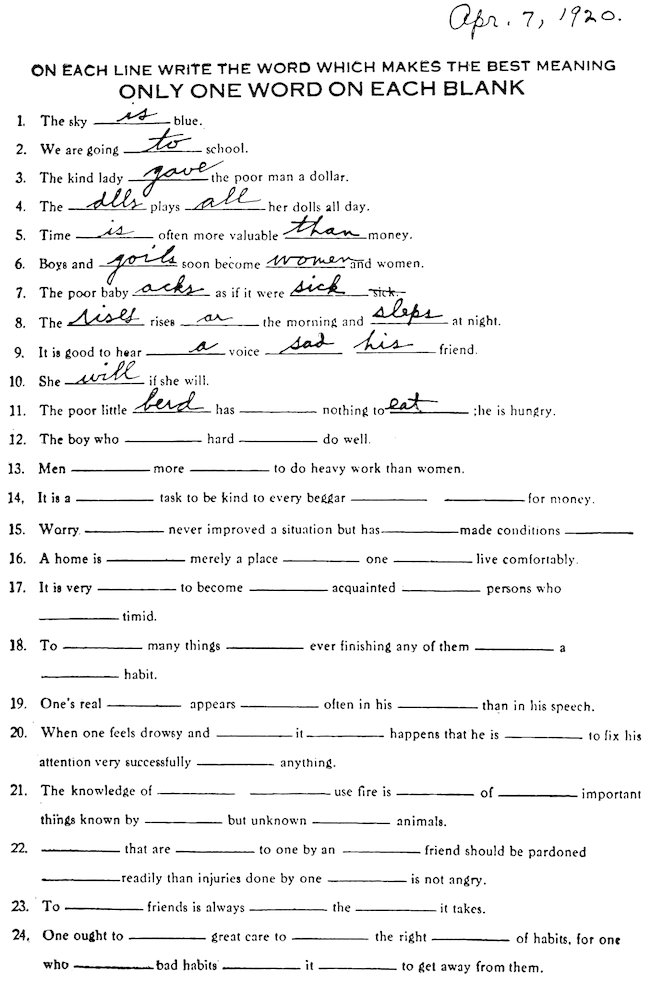 Apr. 7, 1920.
ON EACH LINE WRITE THE WORD WHICH MAKES THE BEST MEANING
ONLY ONE WORD ON EACH BLANK
1. The sky is blue.
2. We are going to school.
3. The kind lady gave the poor man a dollar.
4. The dlls plays all her dolls all day.
5. Time is often more valuable than money.
6. Boys and goils soon become women and women.
7. The poor baby acks as if it were sick sick.
8. The rises rises ar the morning and sleps at night.
9. It is good to hear a voice sad his friend.
10. She will if she will.
11. The poor little berd has ______ nothing to eat ; he is hungry.
12. The boy who ______ hard ______ do well.
13. Men ______ more ______ to do heavy work than women.
14. It is a ______ task to be kind to every beggar ______ ______ for money.
15. Worry ______ never improved a situation but has ______ made conditions ______
16. A home is ______ merely a place ______ one ______ live comfortably.
17. It is very ______ to become ______ acquainted ______ persons who
______ timid.
18. To ______ many things ______ ever finishing any of them ______ a
______ habit.
19. One's real ______ appears ______ often in his ______ than in his speech.
20. When one feels drowsy and ______ it ______ happens that he is ______ to fix his
attention very successfully ______ anything.
21. The knowledge of ______ ______ use fire is ______ of ______ important
things known by ______ but unknown ______ animals.
22. ______ that are ______ to one by an ______ friend should be pardoned
______ readily than injuries done by one ______ is not angry.
23. To ______ friends is always ______ the ______ it takes.
24. One ought to ______ great care to ______ the right ______ of habits, for one
who ______ bad habits ______ it ______ to get away from them.